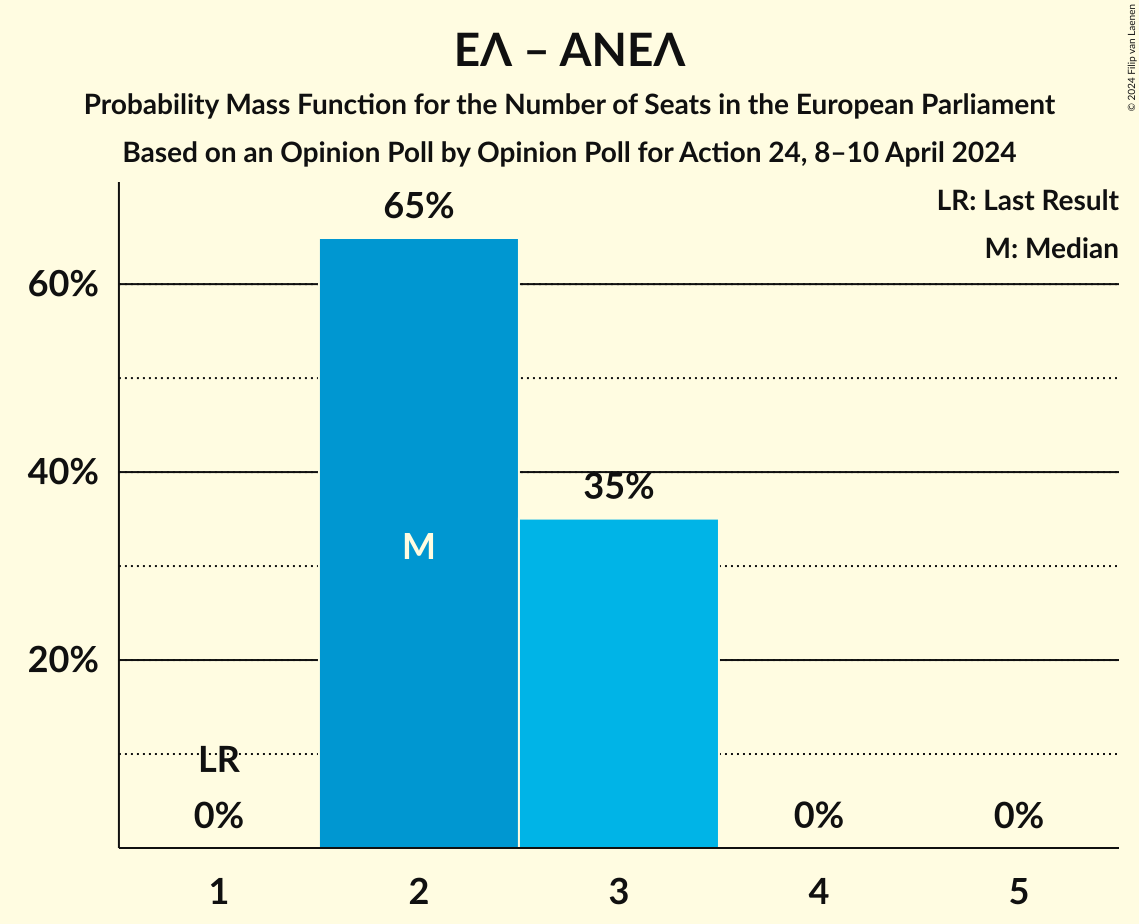 ΕΛ – ΑΝΕΛ
Probability Mass Function for the Number of Seats in the European Parliament
Based on an Opinion Poll by Opinion Poll for Action 24, 8–10 April 2024
© 2024 Filip van Laenen
LR: Last Result
M: Median
65%
60%
40%
35%
M
20%
LR
0%
0%
0%
1
2
3
4
5